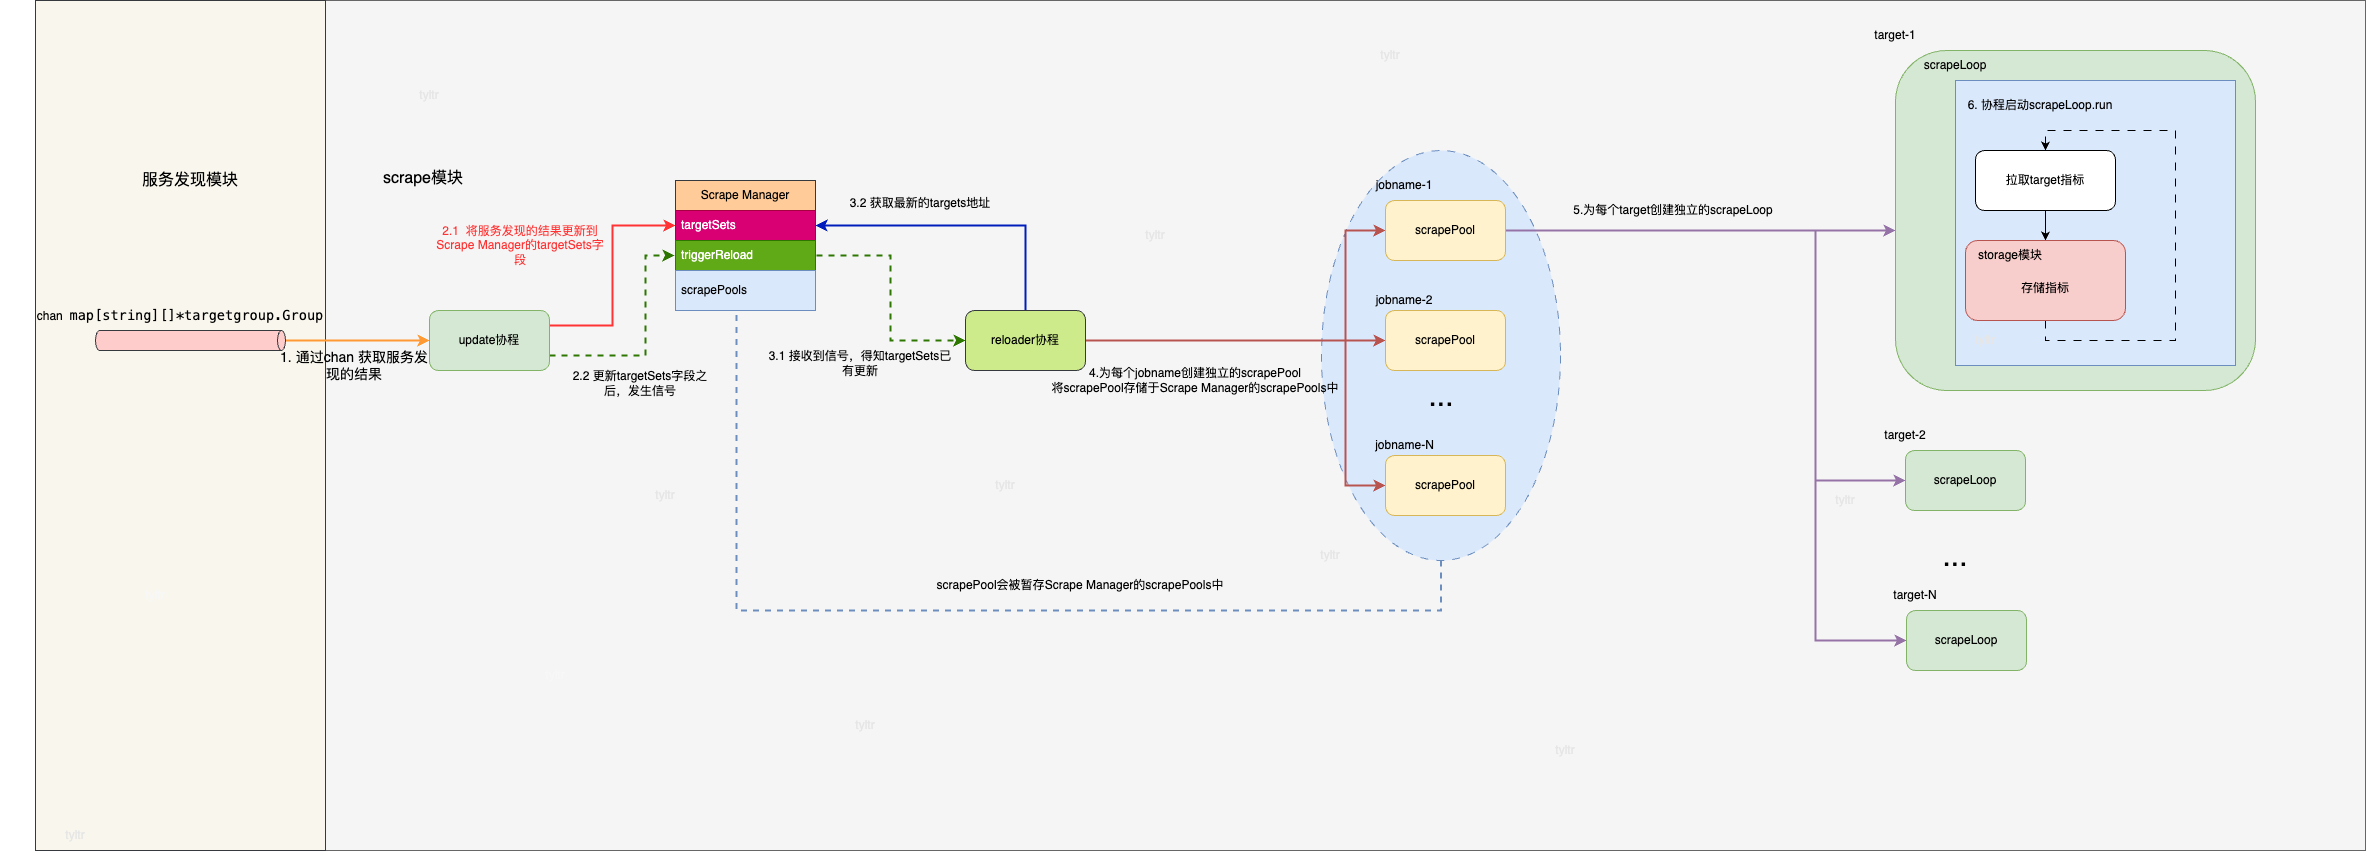 服务发现模块
chan map[string][]*targetgroup.Group
1. 通过chan 获取服务发
现的结果
scrape模块
update协程
2.1 将服务发现的结果更新到
Scrape Manager的targetSets字
段
2.2 更新targetSets字段之
后，发生信号
Scrape Manager
targetSets
triggerReload
scrapePools
3.2 获取最新的targets地址
3.1 接收到信号，得知targetSets已
有更新
reloader协程
4.为每个jobname创建独立的scrapePool
将scrapePool存储于Scrape Manager的scrapePools中
scrapePool会被暂存Scrape Manager的scrapePools中
jobname-1
scrapePool
jobname-2
scrapePool
...
jobname-N
scrapePool
5.为每个target创建独立的scrapeLoop
target-1
scrapeLoop
6. 协程启动scrapeLoop.run
拉取target指标
storage模块
存储指标
target-2
scrapeLoop
...
target-N
scrapeLoop
tyltr
tyltr
tyltr
tyltr
tyltr
tyltr
tyltr
tyltr
tyltr
tyltr